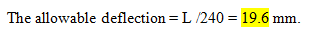 The allowable deflection = L /240 = 19.6 mm.